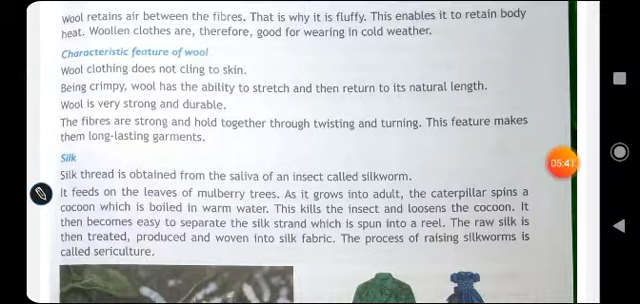 Wool retains air between the fibres. That is why it is fluffy. This enables it to retain body
heat. Woollen clothes are, therefore, good for wearing in cold weather.
Characteristic feature of wool
Wool clothing does not cling to skin.
Being crimpy, wool has the ability to stretch and then return to its natural length.
Wool is very strong and durable.
The fibres are strong and hold together through twisting and turning. This feature makes
them long-lasting garments.
Silk
Silk thread is obtained from the saliva of an insect called silkworm.
It feeds on the leaves of mulberry trees. As it grows into adult, the caterpillar spins a
cocoon which is boiled in warm water. This kills the insect and loosens the cocoon. It
then becomes easy to separate the silk strand which is spun into a reel. The raw silk is
then treated, produced and woven into silk fabric. The process of raising silkworms is
called sericulture.
05:41